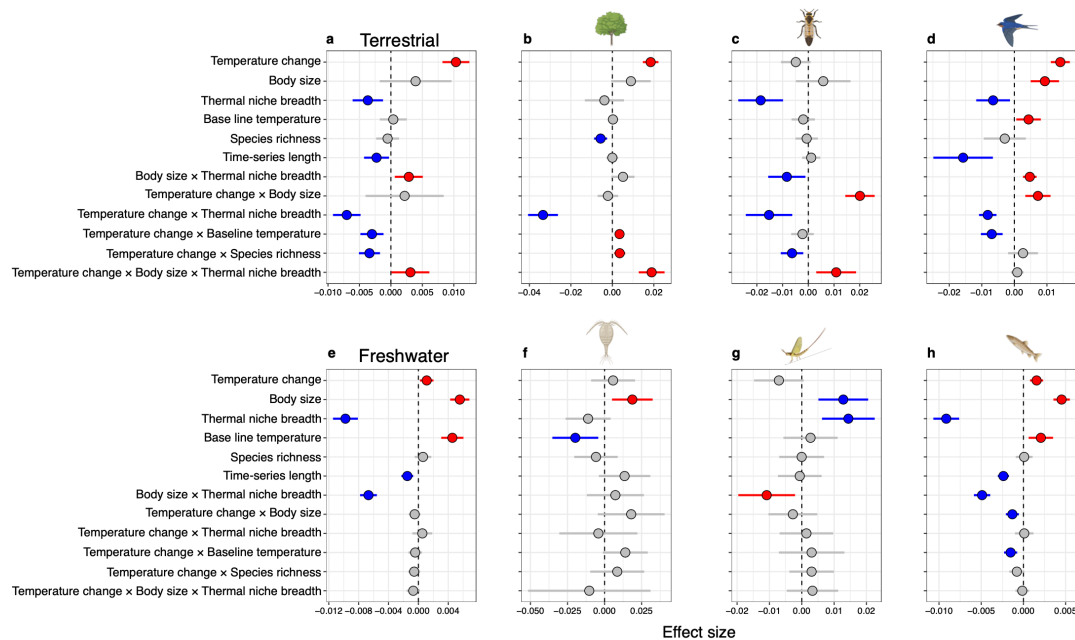 a Terrestrial b c d
Temperature change
Body size
Thermal niche breadth
Base line temperature
Species richness
Time-series length
Body size × Thermal niche breadth
Temperature change × Body size
Temperature change × Thermal niche breadth
Temperature change × Baseline temperature
Temperature change × Species richness
Temperature change × Body size × Thermal niche breadth
−0.010 −0.005 0.000 0.005 0.010 −0.04 −0.02 0.00 0.02 −0.02 −0.01 0.00 0.01 0.02 −0.02 −0.01 0.00 0.01
e Freshwater f g h
Temperature change
Body size
Thermal niche breadth
Base line temperature
Species richness
Time-series length
Body size × Thermal niche breadth
Temperature change × Body size
Temperature change × Thermal niche breadth
Temperature change × Baseline temperature
Temperature change × Species richness
Temperature change × Body size × Thermal niche breadth
−0.012 −0.008 −0.004 0.000 0.004 −0.050 −0.025 0.000 0.025 −0.02 −0.01 0.00 0.01 0.02 −0.010 −0.005 0.000 0.005
Effect size